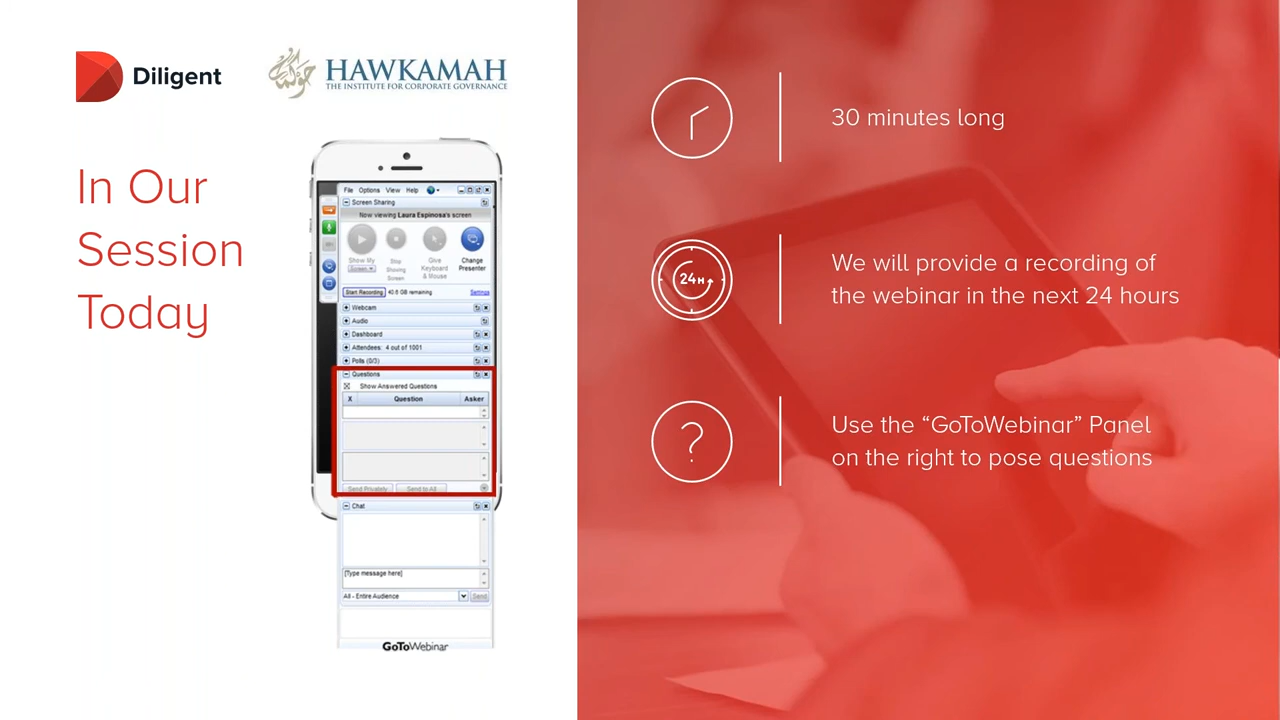 Diligent
HAWKAMAH
THE INSTITUTE FOR CORPORATE GOVERNANCE
In Our
Session
Today
File Options View Help
Screen Sharing
Now viewing Laura Espinosa's screen
Show My
Screen
Stop
Showing
Screen
Give
Keyboard
& Mouse
Change
Presenter
Start Recording 40.6 GB remaining Settings
Webcam
Audio
Dashboard
Attendees: 4 out of 1001
Polls (0/3)
Questions
Show Answered Questions
X Question Asker
Send Privately Send to All
Chat
[Type message here]
All - Entire Audience Send
GoToWebinar
30 minutes long
24H
We will provide a recording of
the webinar in the next 24 hours
?
Use the “GoToWebinar” Panel
on the right to pose questions